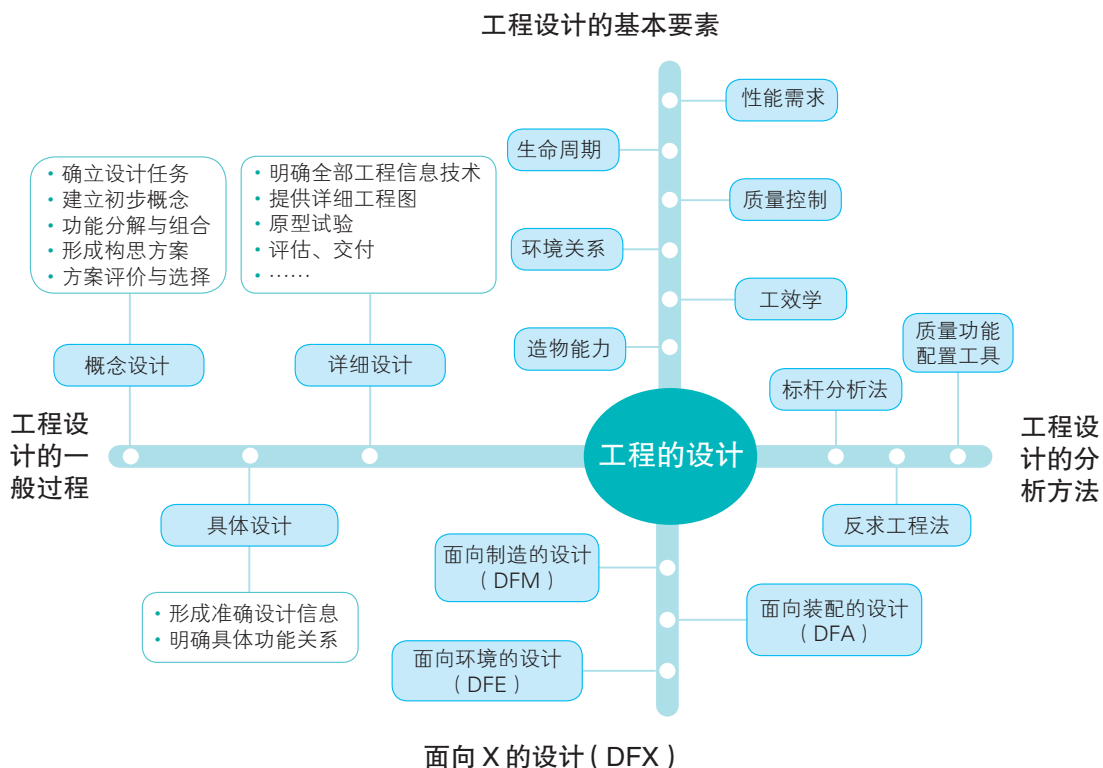 工程设计的基本要素
性能需求
生命周期
质量控制
环境关系
工效学
造物能力
· 确立设计任务
· 建立初步概念
· 功能分解与组合
· 形成构思方案
· 方案评价与选择
· 明确全部工程信息技术
· 提供详细工程图
· 原型试验
· 评估、交付
· ……
概念设计
详细设计
工程设
计的一
般过程
具体设计
· 形成准确设计信息
· 明确具体功能关系
工程的设计
标杆分析法
质量功能
配置工具
反求工程法
工程设
计的分
析方法
面向制造的设计
（DFM）
面向装配的设计
（DFA）
面向环境的设计
（DFE）
面向 X 的设计（DFX）